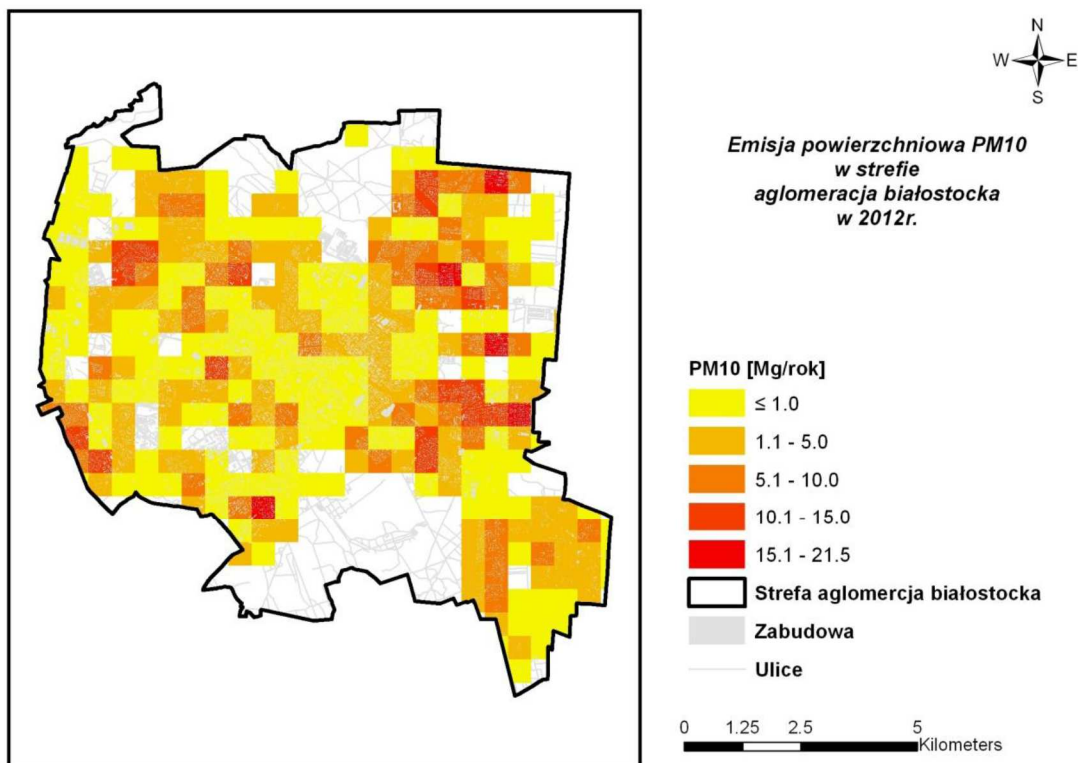 N
W E
S
Emisja powierzchniowa PM10
w strefie
aglomeracja białostocka
w 2012r.
PM10 [Mg/rok]
≤ 1.0
1.1 - 5.0
5.1 - 10.0
10.1 - 15.0
15.1 - 21.5
Strefa aglomercja białostocka
Zabudowa
Ulice
0 1.25 2.5 5
Kilometers